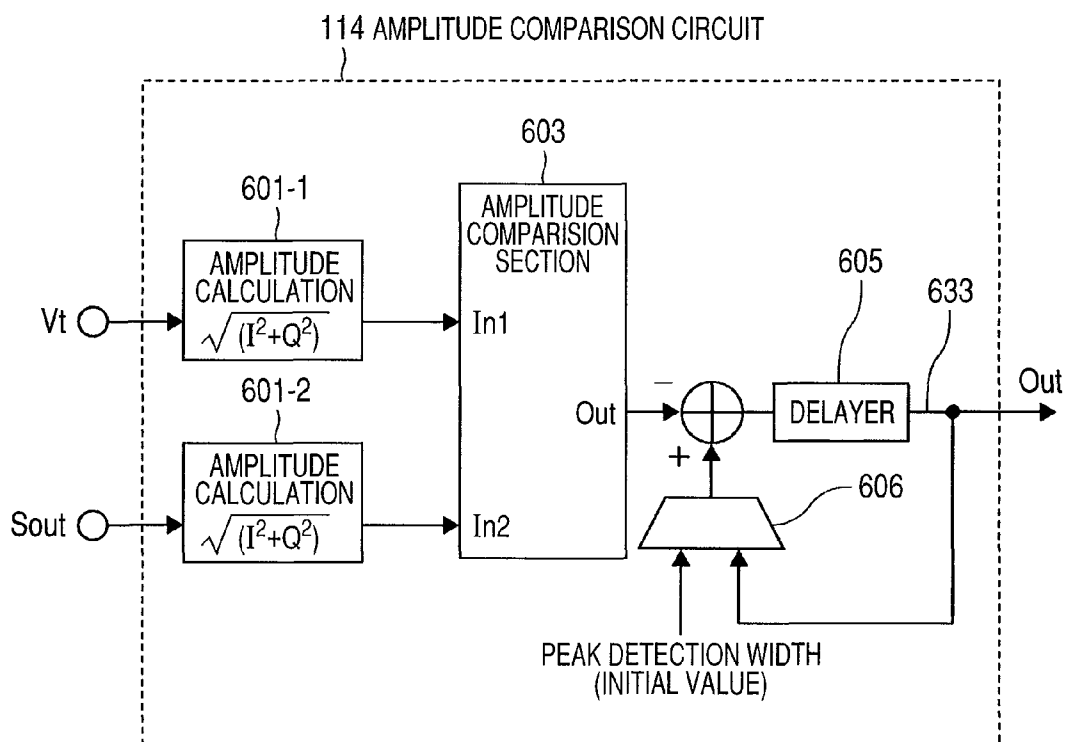 114 AMPLITUDE COMPARISON CIRCUIT
603
601-1
AMPLITUDE
COMPARISION
SECTION
AMPLITUDE
CALCULATION
√(I²+Q²)
605
633
Vt
In1
601-2
Out
−
DELAYER
Out
AMPLITUDE
CALCULATION
√(I²+Q²)
+
606
Sout
In2
PEAK DETECTION WIDTH
(INITIAL VALUE)